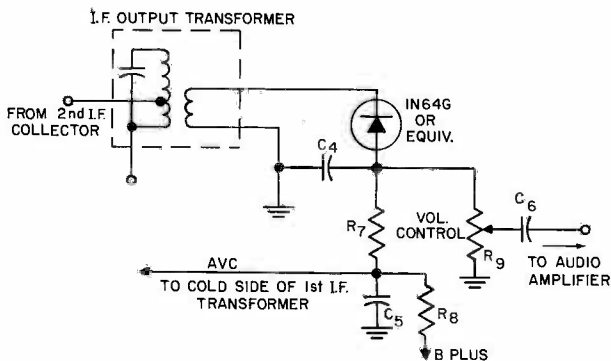 I.F. OUTPUT TRANSFORMER
FROM 2nd I.F.
COLLECTOR
IN64G
OR
EQUIV.
C4
R7
VOL.
CONTROL
R9
C6
TO AUDIO
AMPLIFIER
AVC
TO COLD SIDE OF 1st I.F.
TRANSFORMER
C5
R8
B PLUS